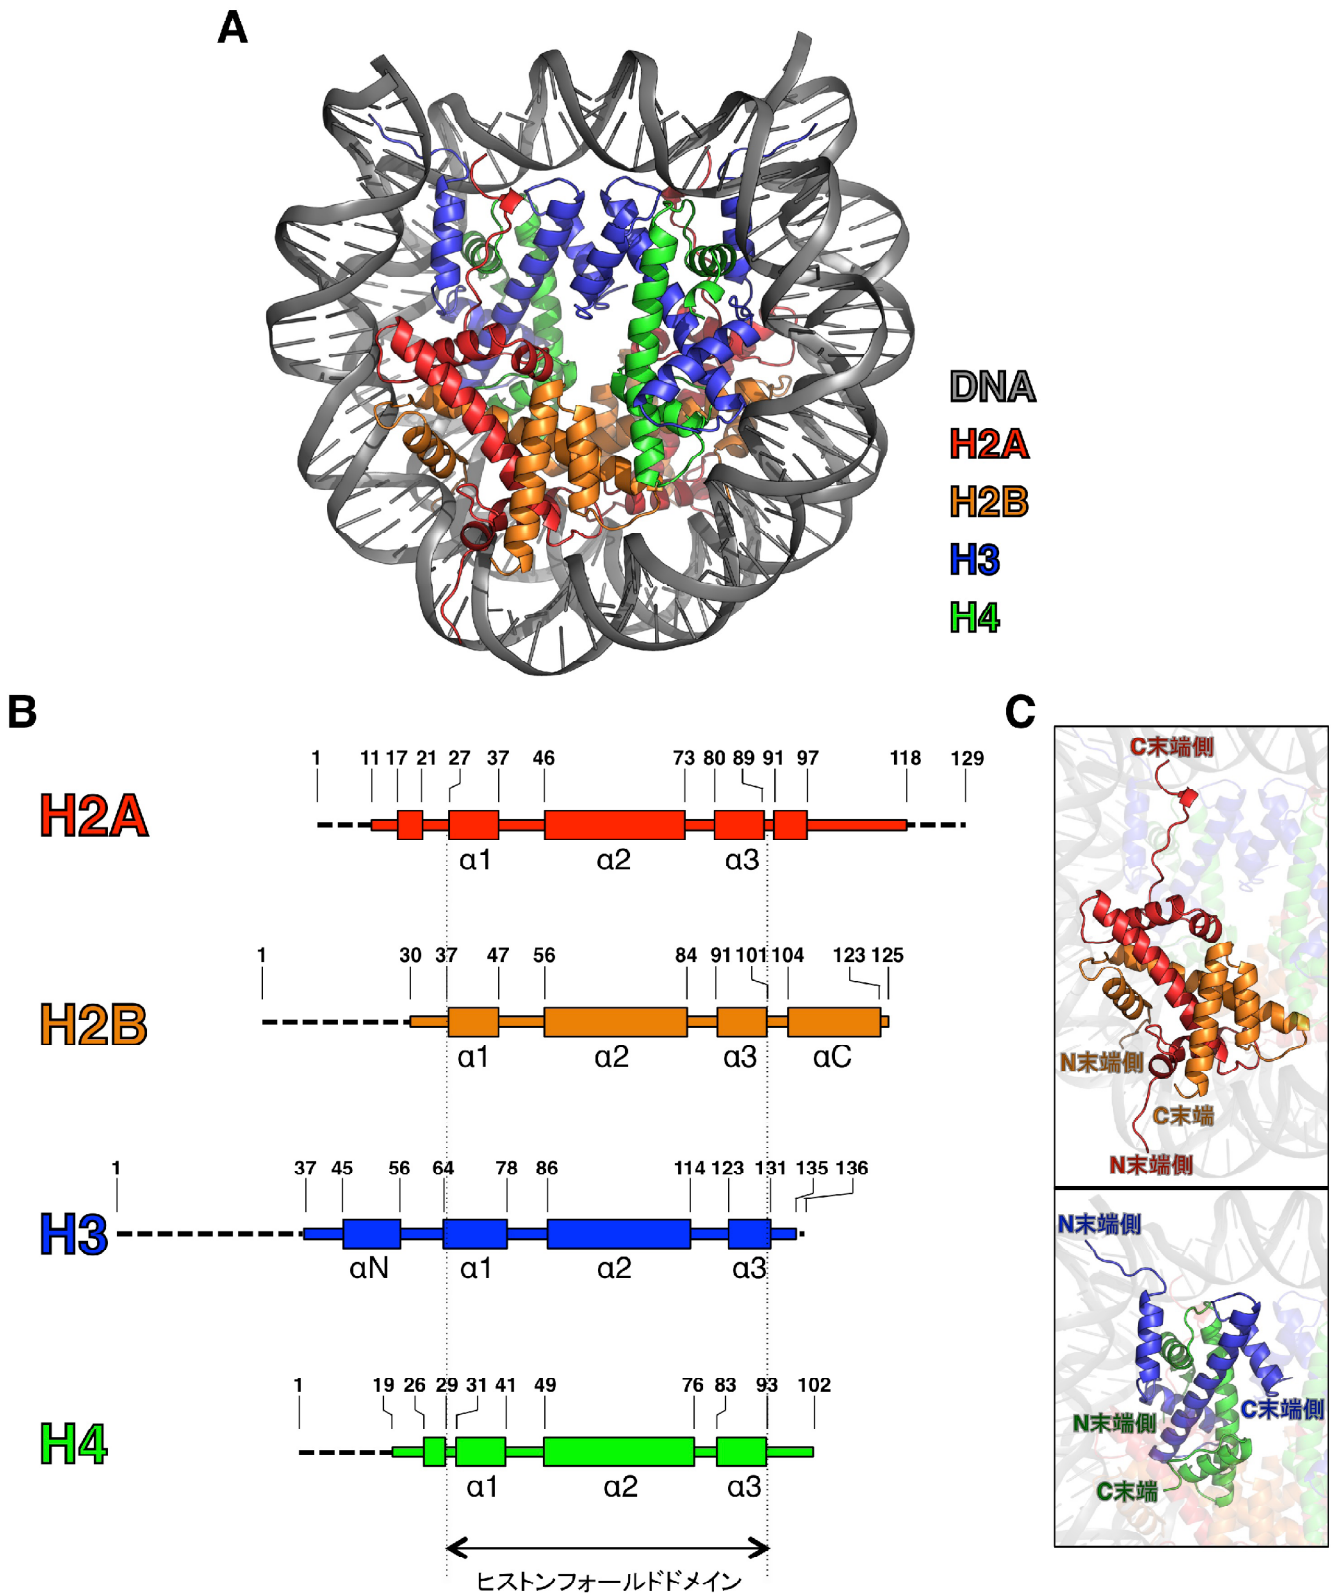 A
DNA
H2A
H2B
H3
H4
B
H2A
1 11 17 21 27 37 46 73 80 89 91 97 118 129
α1 α2 α3
H2B
1 30 37 47 56 84 91 101 104 123 125
α1 α2 α3 αC
H3
1 37 45 56 64 78 86 114 123 131 135 136
αN α1 α2 α3
H4
1 19 26 29 31 41 49 76 83 93 102
α1 α2 α3
ヒストンフォールドドメイン
C
C末端側
N末端側
C末端
N末端側
N末端側
N末端側
C末端側
C末端